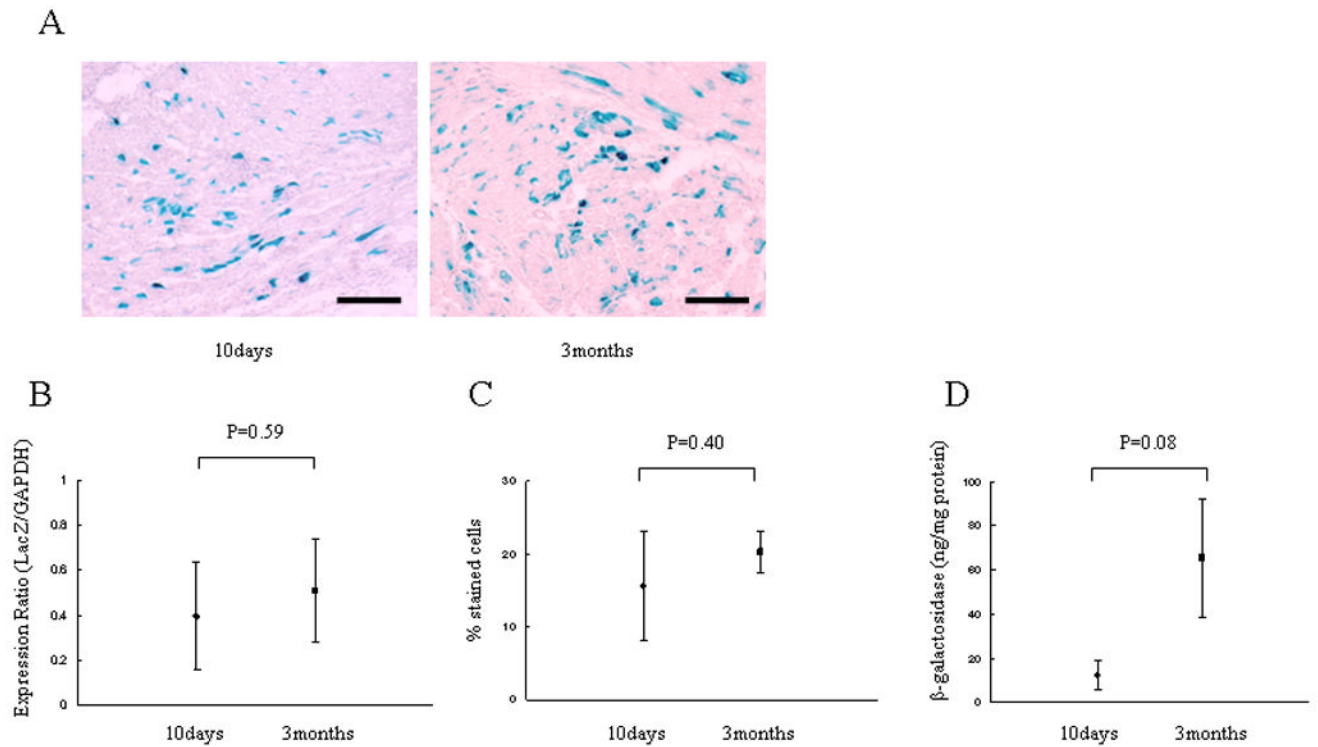 A
10days
3months
B
P=0.59
Expression Ratio (LacZ/GAPDH)
1
0.8
0.6
0.4
0.2
0
10days
3months
C
P=0.40
% stained cells
30
20
10
0
10days
3months
D
P=0.08
β-galactosidase (ng/mg protein)
100
80
60
40
20
0
10days
3months